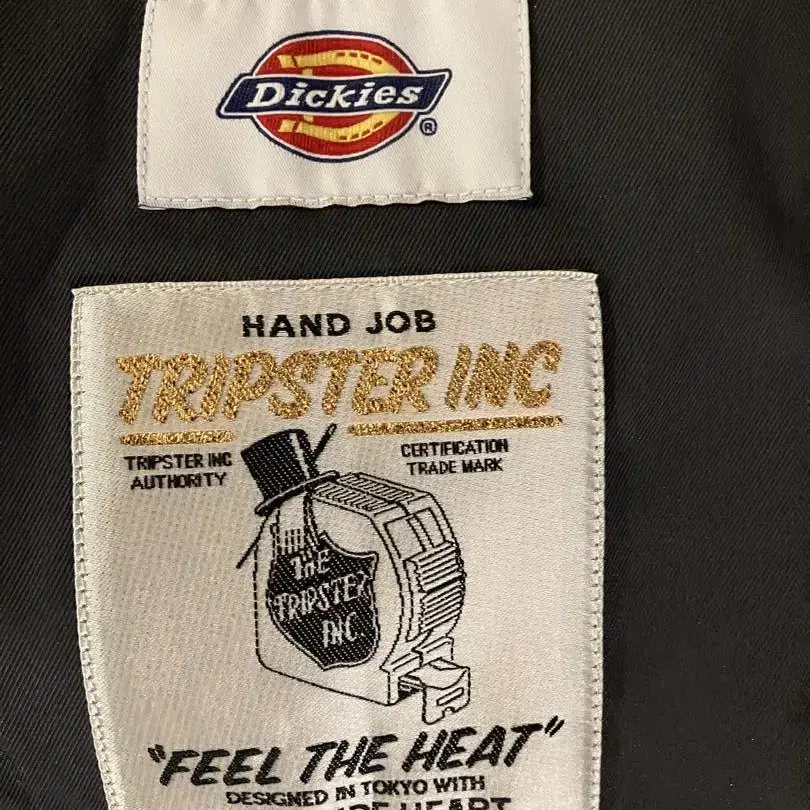 Dickies®
HAND JOB
TRIPSTER INC
TRIPSTER INC
AUTHORITY
CERTIFICATION
TRADE MARK
THE
TRIPSTER
INC.
"FEEL THE HEAT"
DESIGNED IN TOKYO WITH
HEART